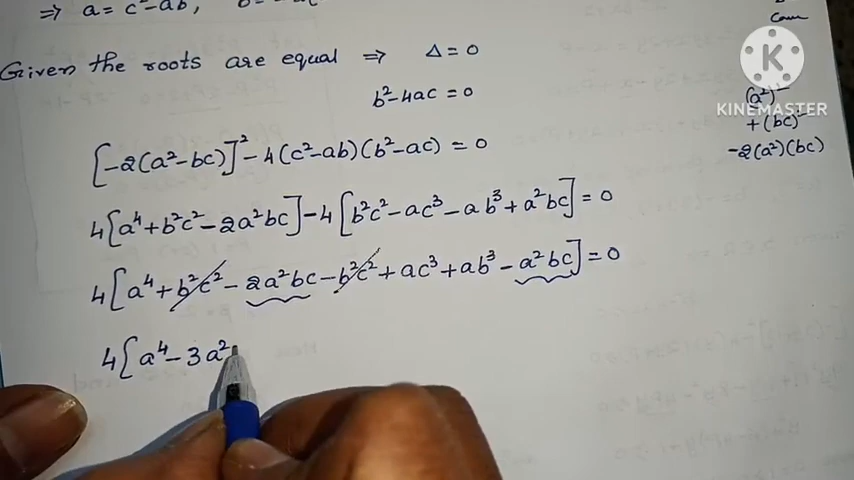 ⇒ a = c²-ab,
Given the roots are equal ⇒ Δ = 0
b²-4ac = 0
[-2(a²-bc)]² - 4(c²-ab)(b²-ac) = 0
4[a⁴+b²c²-2a²bc]-4[b²c²-ac³-ab³+a²bc] = 0
4[a⁴+b²c²-2a²bc-b²c²+ac³+ab³-a²bc] = 0
4[a⁴-3a²
K
KINEMASTER
(a²)²
+(bc)²
-2(a²)(bc)